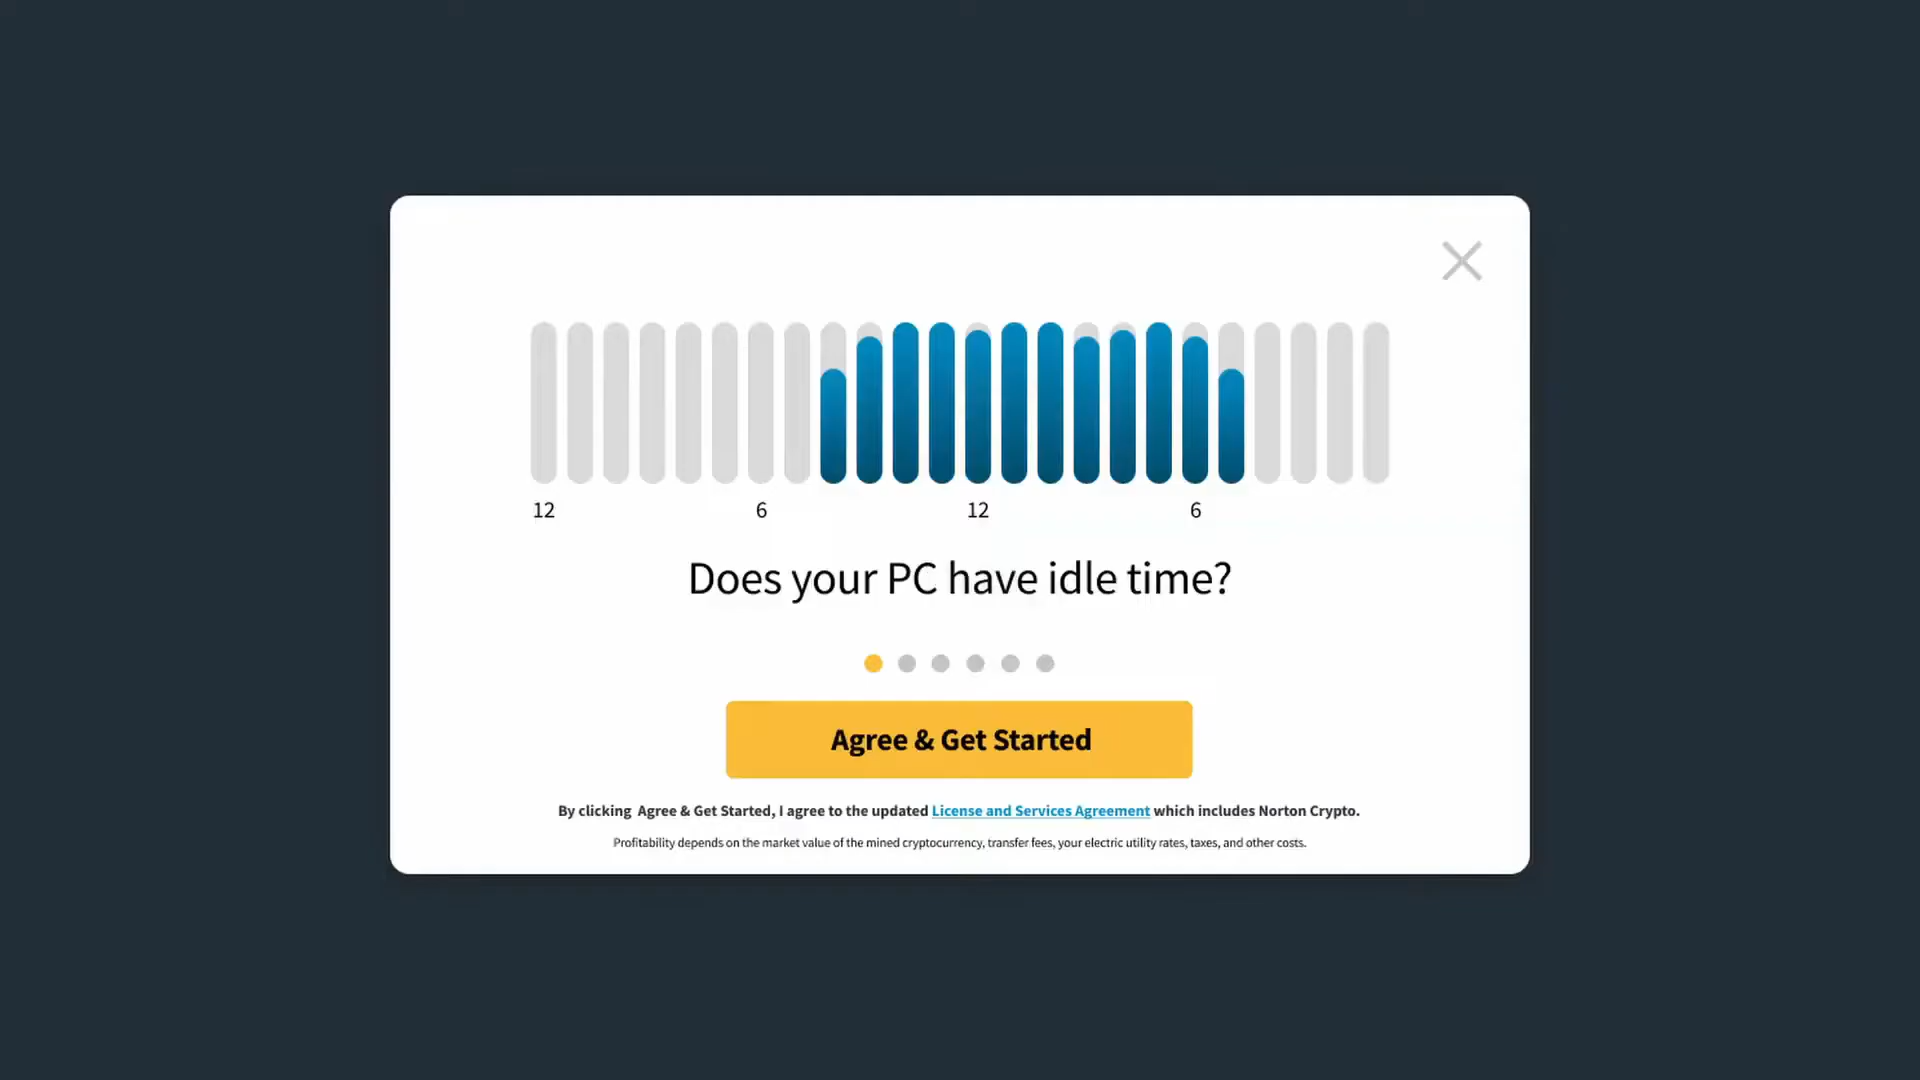 12 6 12 6
Does your PC have idle time?
Agree & Get Started
By clicking Agree & Get Started, I agree to the updated License and Services Agreement which includes Norton Crypto.
Profitability depends on the market value of the mined cryptocurrency, transfer fees, your electric utility rates, taxes, and other costs.